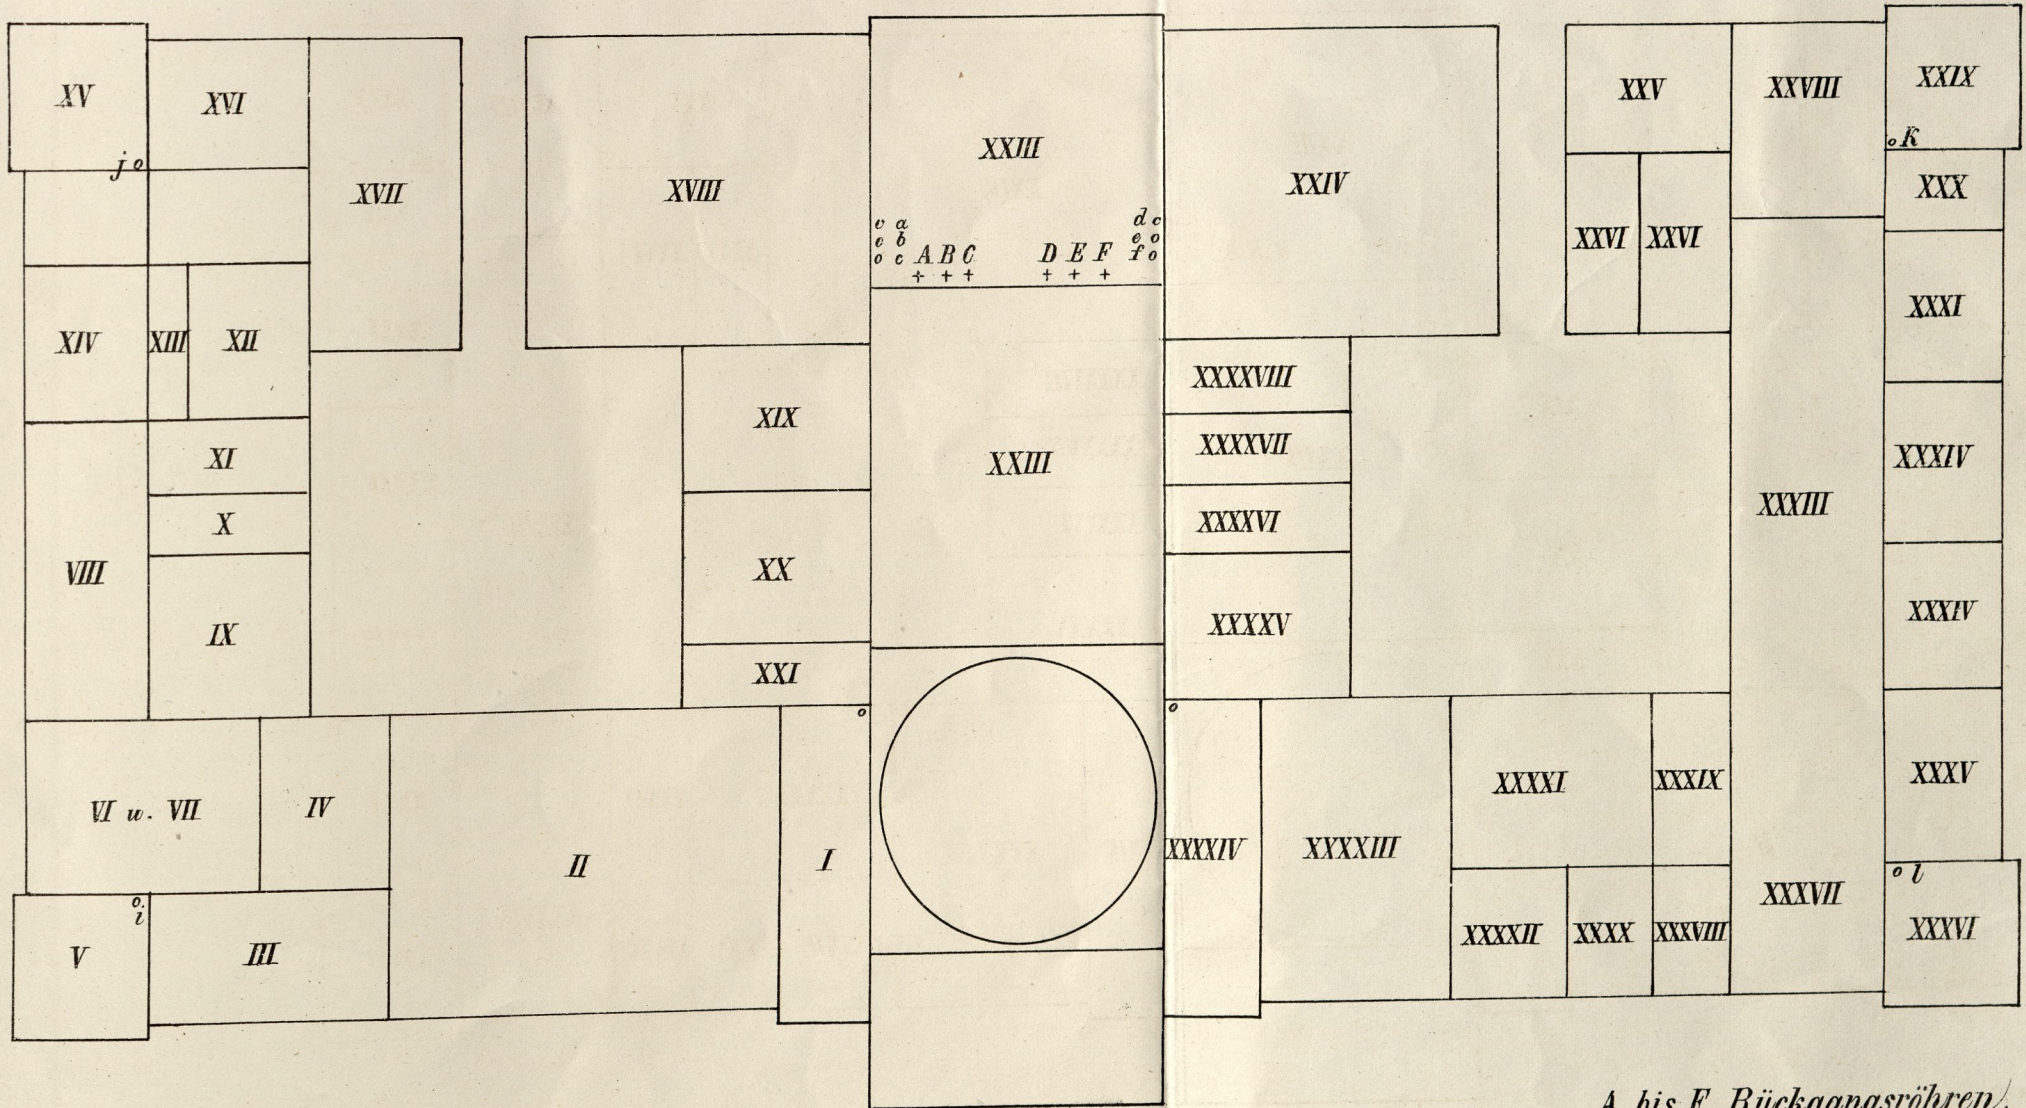 XV
XVI
XVII
XVIII
XXIII
XXIV
XXV
XXVIII
XXIX
j o
o K
XXX
XXVI
XXVI
o a
o b
o c
A B C
+ + +
D E F
+ + +
d o
e o
f o
XIV
XIII
XII
XXXI
XI
X
VIII
IX
XIX
XX
XXI
XXIII
XXXXVIII
XXXXVII
XXXXVI
XXXXV
XXXIII
XXXIV
XXXIV
XXXV
VI u. VII
IV
II
I
o
o
XXXXIV
XXXXIII
XXXXI
XXXIX
XXXVII
o l
XXXVI
o.
i
V
III
XXXXII
XXXX
XXXVIII
A bis F Rückgangsröhren